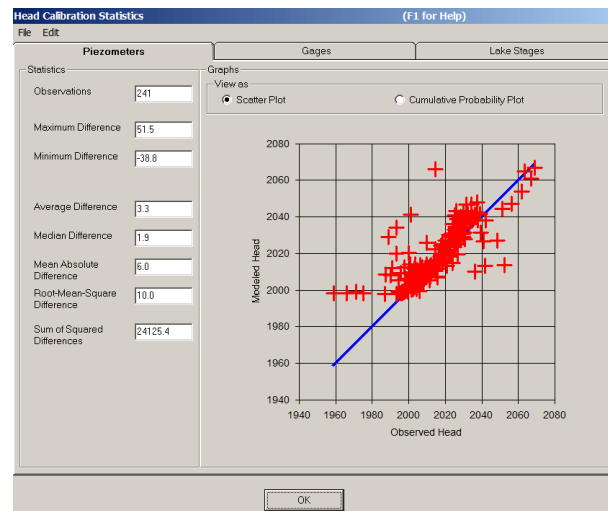 Head Calibration Statistics (F1 for Help)
File Edit
Piezometers Gages Lake Stages
Statistics
Observations 241
Maximum Difference 51.5
Minimum Difference -38.8
Average Difference 3.3
Median Difference 1.9
Mean Absolute
Difference 6.0
Root-Mean-Square
Difference 10.0
Sum of Squared
Differences 24125.4
Graphs
View as
Scatter Plot Cumulative Probability Plot
2080
2060
2040
2020
2000
1980
1960
1940
Modeled Head
1940 1960 1980 2000 2020 2040 2060 2080
Observed Head
OK